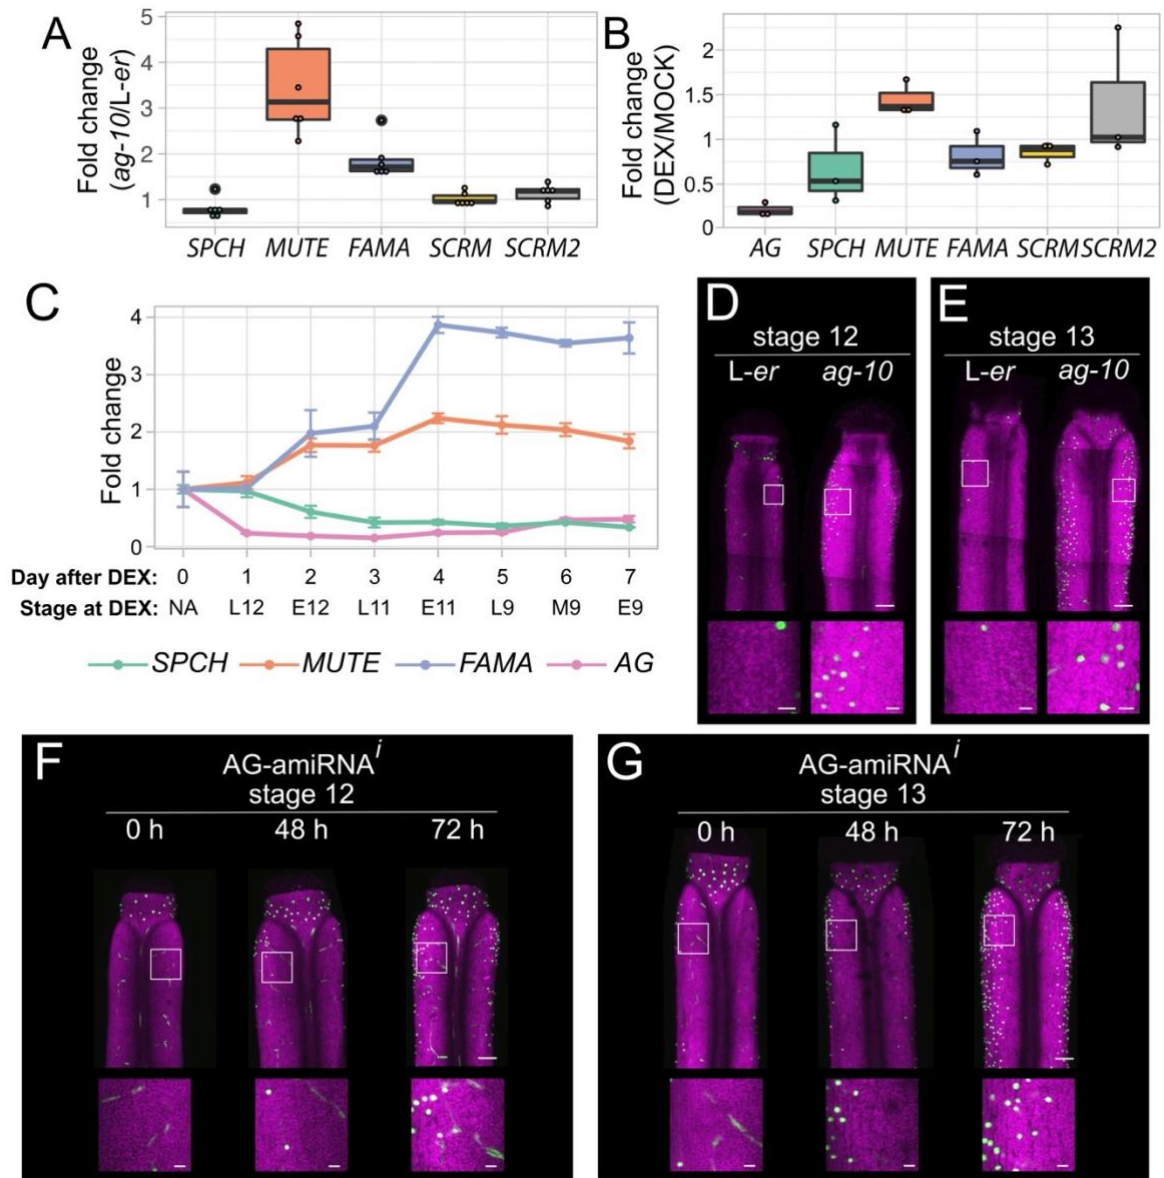 A
Fold change
(ag-10/L-er)
5
4
3
2
1
SPCH MUTE FAMA SCRM SCRM2
B
Fold change
(DEX/MOCK)
2
1.5
1
0.5
0
AG SPCH MUTE FAMA SCRM SCRM2
C
Fold change
4
3
2
1
0
Day after DEX: 0 1 2 3 4 5 6 7
Stage at DEX: NA L12 E12 L11 E11 L9 M9 E9
SPCH MUTE FAMA AG
D
stage 12
L-er ag-10
E
stage 13
L-er ag-10
F
AG-amiRNAⁱ
stage 12
0 h 48 h 72 h
G
AG-amiRNAⁱ
stage 13
0 h 48 h 72 h